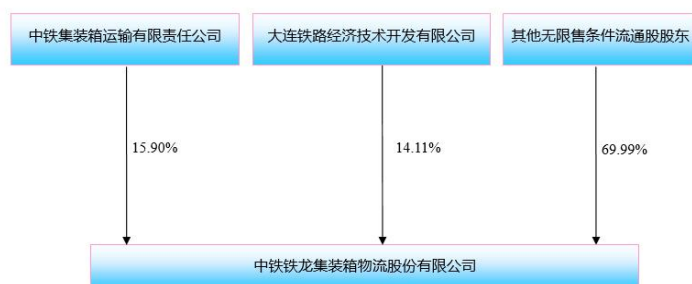 中铁集装箱运输有限责任公司
大连铁路经济技术开发有限公司
其他无限售条件流通股股东
15.90%
14.11%
69.99%
中铁铁龙集装箱物流股份有限公司